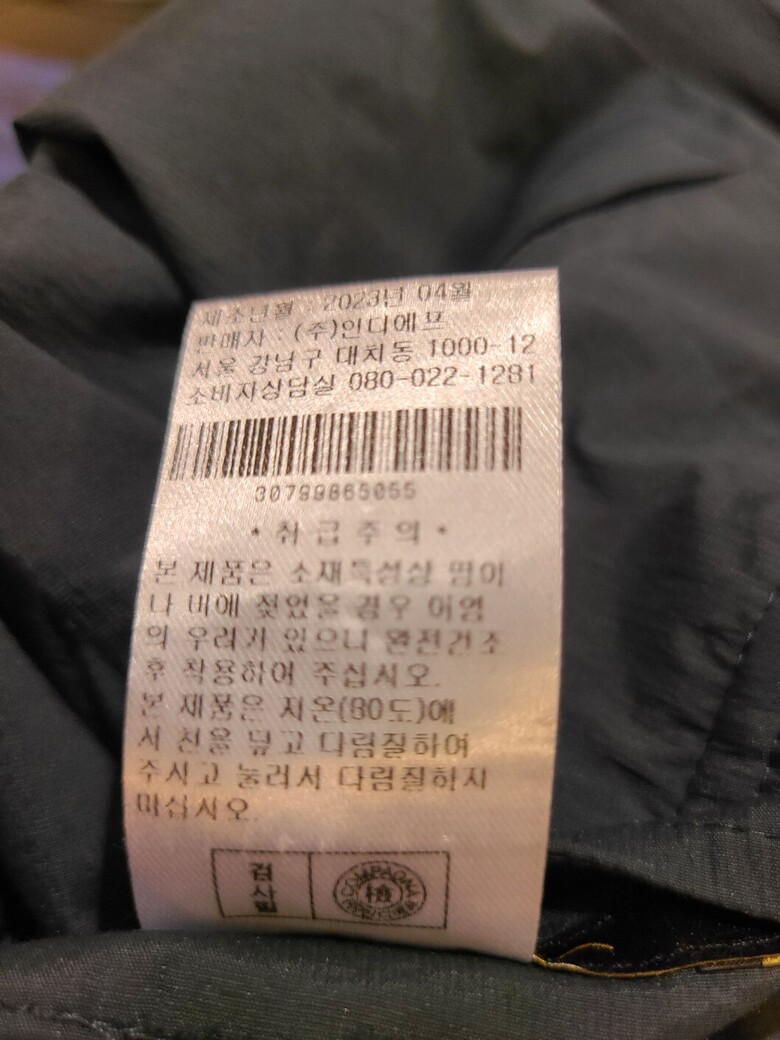 제조년월 : 2023년 04월
판매자 : (주)인디에프
서울 강남구 대치동 1000-12
소비자상담실 080-022-1281
30799865055
* 취 급 주 의 *
본 제품은 소재특성상 땀이
나 비에 젖었을 경우 이염
의 우려가 있으니 완전건조
후 착용하여 주십시오.
본 제품은 저온(80도)에
서 천을 덮고 다림질하여
주시고 눌러서 다림질하지
마십시오.
검사필
COMPAGNA
檢